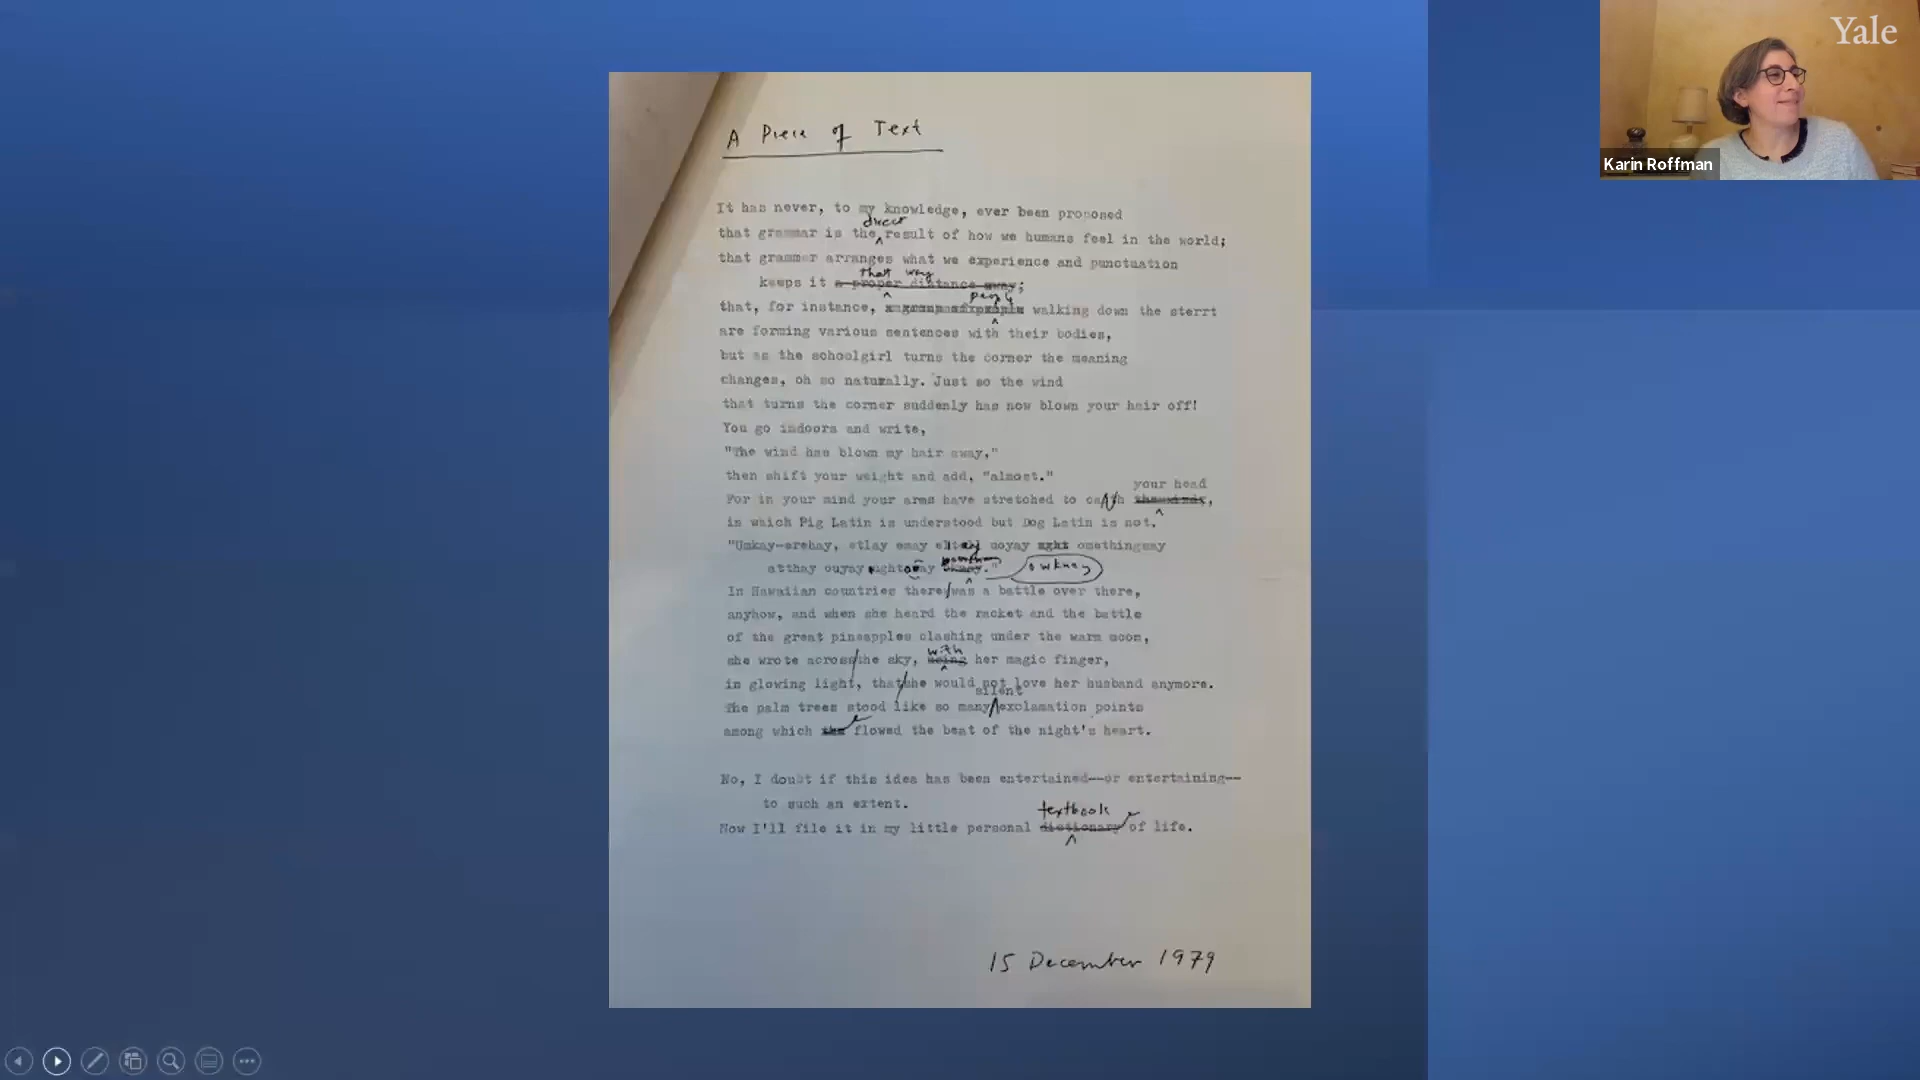 Yale
Karin Roffman
A Piece of Text
It has never, to my knowledge, ever been proposed
direct
that grammar is the result of how we humans feel in the world;
that grammer arranges what we experience and punctuation
that way
keeps it a proper distance away;
people
that, for instance, walking down the sterrt
are forming various sentences with their bodies,
but as the schoolgirl turns the corner the meaning
changes, oh so naturally. Just so the wind
that turns the corner suddenly has now blown your hair off!
You go indoors and write,
"The wind has blown my hair away,"
then shift your weight and add, "almost."
your head
For in your mind your arms have stretched to
in which Pig Latin is understood but Dog Latin is not.
"Umkay-erehay, etlay emay uoyay omethingsay
atthay ouyay
owknay
In Hawaiian countries there was a battle over there,
anyhow, and when she heard the racket and the battle
of the great pineapples clashing under the warm moon,
with
she wrote across the sky, using her magic finger,
in glowing light, that she would not love her husband anymore.
silent
The palm trees stood like so many exclamation points
among which the flowed the beat of the night's heart.
No, I doubt if this idea has been entertained--or entertaining--
to such an extent.
textbook
Now I'll file it in my little personal dictionary of life.
15 December 1979